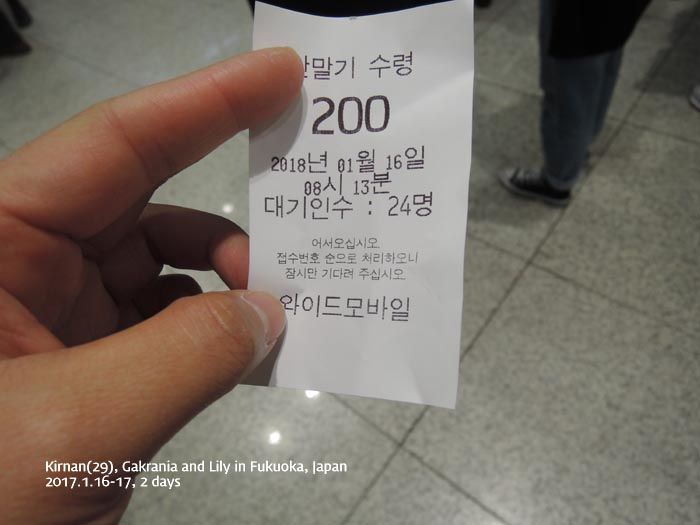 수령
200
2018년 01월 16일
08시 13분
대기인수 : 24명
어서오십시오.
접수번호 순으로 처리하오니
잠시만 기다려 주십시오.
와이드모바일
Kirnan(29), Gakrania and Lily in Fukuoka, Japan
2017.1.16-17, 2 days